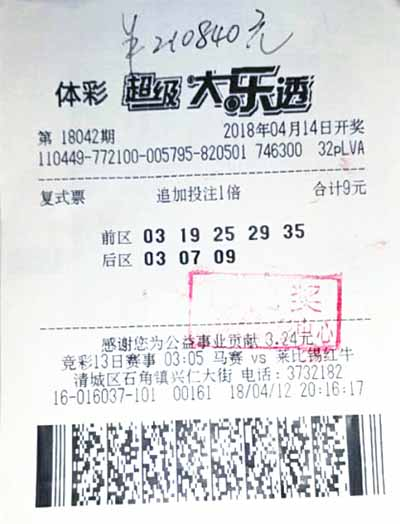 ￥210840元
体彩 超级大乐透
第 18042期 2018年04月14日开奖
110449-772100-005795-820501 746300 32pLVA
复式票 追加投注1倍 合计9元
前区 03 19 25 29 35
后区 03 07 09
奖
中心
感谢您为公益事业贡献 3.24元
竞彩13日赛事 03:05 马赛 vs 莱比锡红牛
清城区石角镇兴仁大街 电话：3732182
16-016037-101 00161 18/04/12 20:16:17